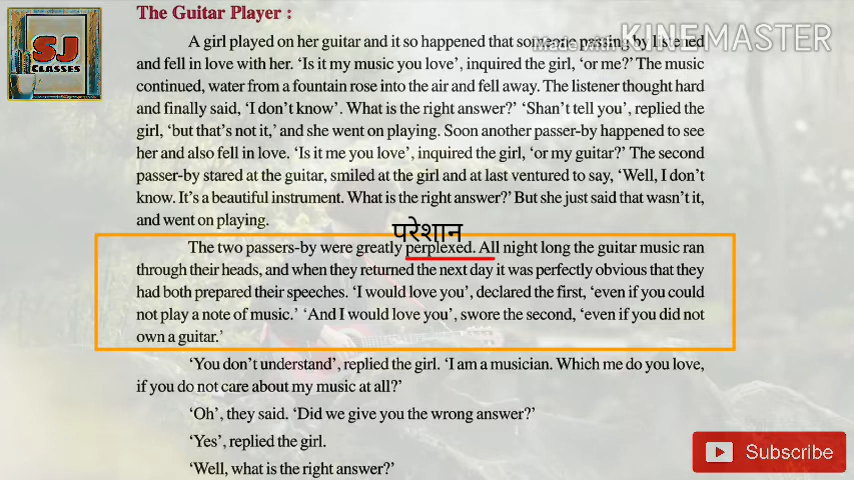 The Guitar Player :
SJ
CLASSES
Made with KINEMASTER
A girl played on her guitar and it so happened that someone passing by listened
and fell in love with her. ‘Is it my music you love’, inquired the girl, ‘or me?’ The music
continued, water from a fountain rose into the air and fell away. The listener thought hard
and finally said, ‘I don’t know’. What is the right answer?’ ‘Shan’t tell you’, replied the
girl, ‘but that’s not it,’ and she went on playing. Soon another passer-by happened to see
her and also fell in love. ‘Is it me you love’, inquired the girl, ‘or my guitar?’ The second
passer-by stared at the guitar, smiled at the girl and at last ventured to say, ‘Well, I don’t
know. It’s a beautiful instrument. What is the right answer?’ But she just said that wasn’t it,
and went on playing.
परेशान
The two passers-by were greatly perplexed. All night long the guitar music ran
through their heads, and when they returned the next day it was perfectly obvious that they
had both prepared their speeches. ‘I would love you’, declared the first, ‘even if you could
not play a note of music.’ ‘And I would love you’, swore the second, ‘even if you did not
own a guitar.’
‘You don’t understand’, replied the girl. ‘I am a musician. Which me do you love,
if you do not care about my music at all?’
‘Oh’, they said. ‘Did we give you the wrong answer?’
‘Yes’, replied the girl.
‘Well, what is the right answer?’
Subscribe